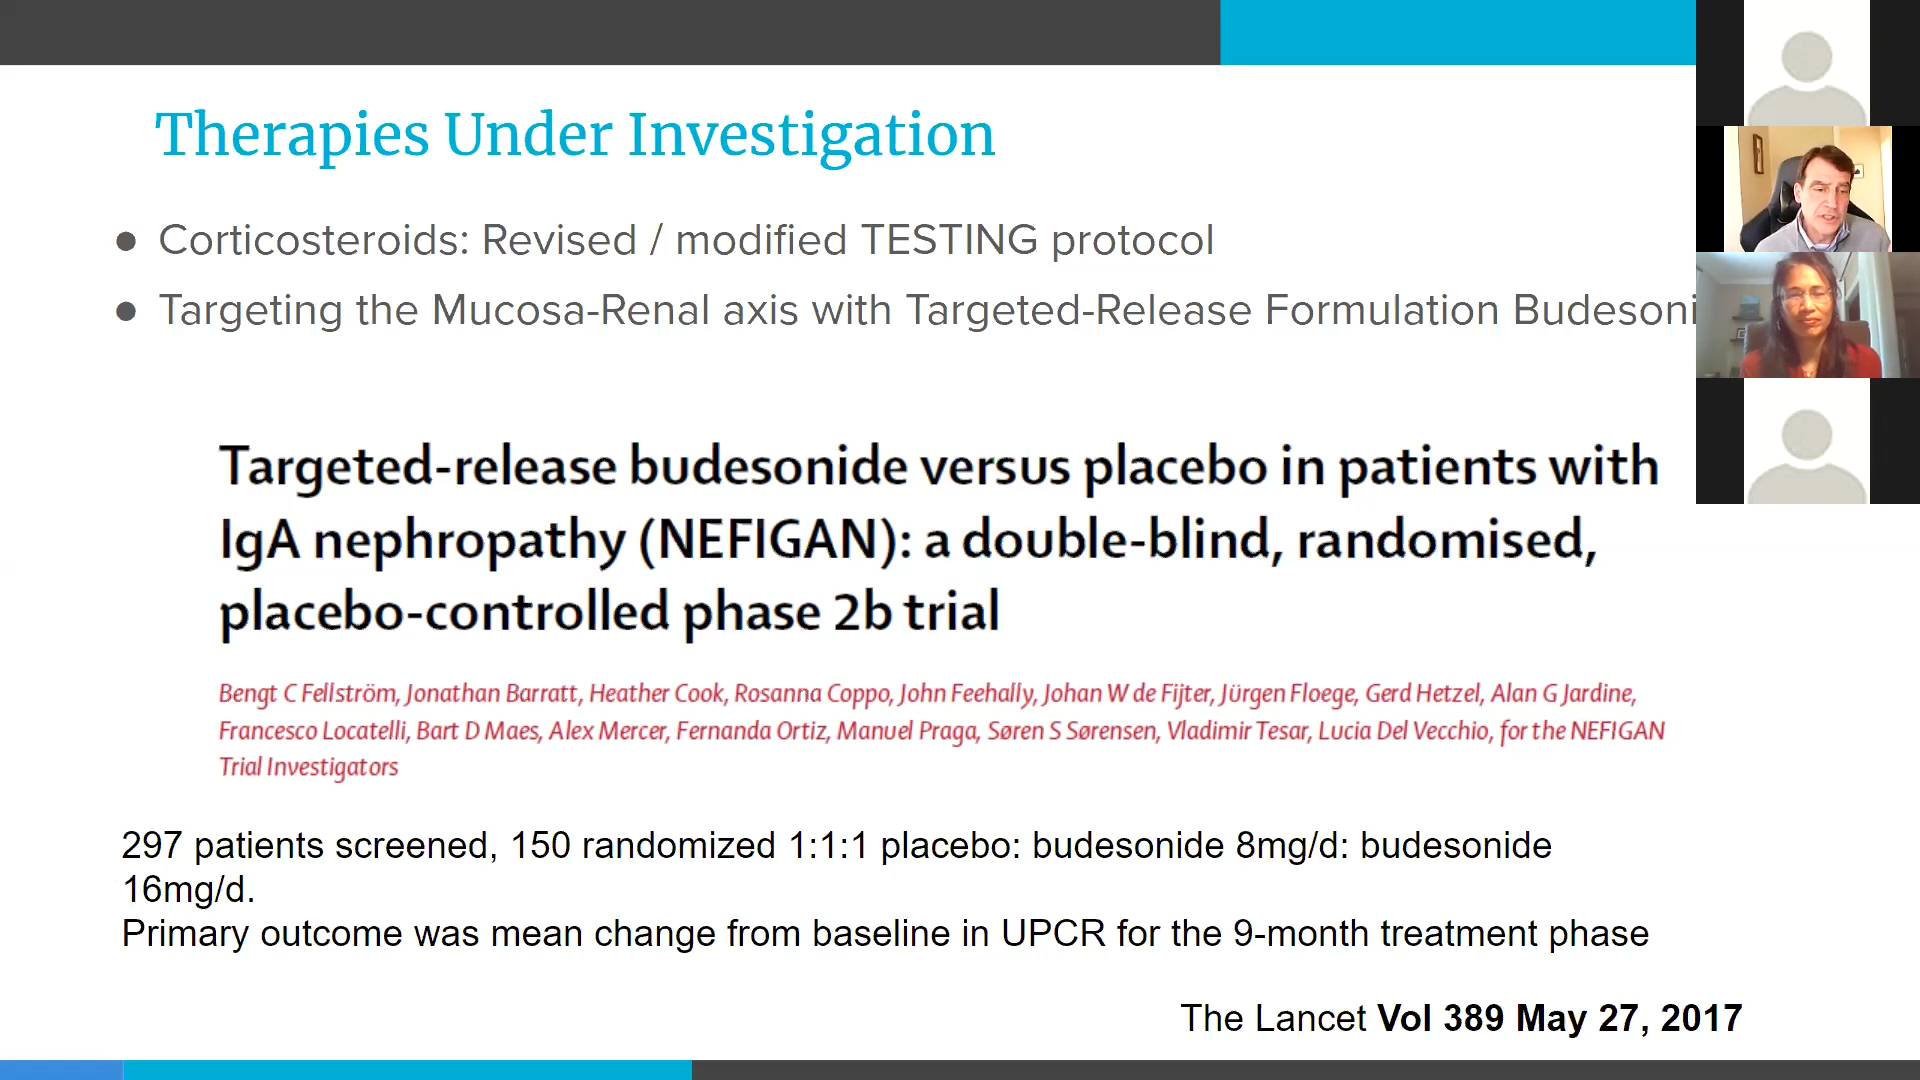 Therapies Under Investigation
● Corticosteroids: Revised / modified TESTING protocol
● Targeting the Mucosa-Renal axis with Targeted-Release Formulation Budesoni
Targeted-release budesonide versus placebo in patients with
IgA nephropathy (NEFIGAN): a double-blind, randomised,
placebo-controlled phase 2b trial
Bengt C Fellström, Jonathan Barratt, Heather Cook, Rosanna Coppo, John Feehally, Johan W de Fijter, Jürgen Floege, Gerd Hetzel, Alan G Jardine,
Francesco Locatelli, Bart D Maes, Alex Mercer, Fernanda Ortiz, Manuel Praga, Søren S Sørensen, Vladimir Tesar, Lucia Del Vecchio, for the NEFIGAN
Trial Investigators
297 patients screened, 150 randomized 1:1:1 placebo: budesonide 8mg/d: budesonide
16mg/d.
Primary outcome was mean change from baseline in UPCR for the 9-month treatment phase
The Lancet Vol 389 May 27, 2017